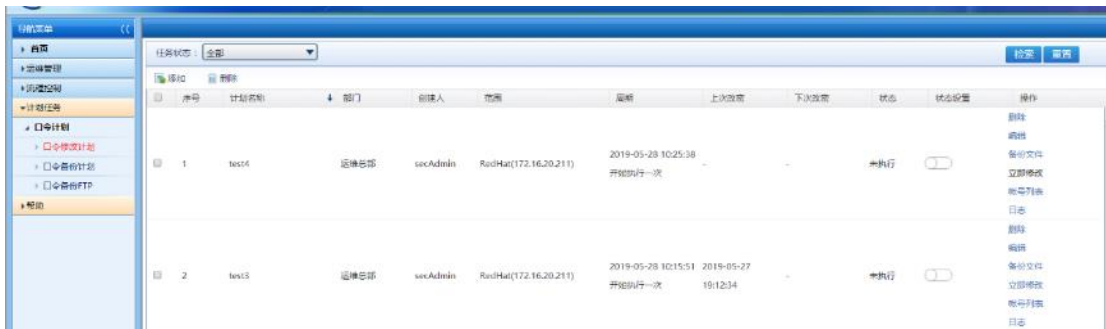 导航菜单
首页
运维管理
流程控制
计划任务
口令计划
口令修改计划
口令备份计划
口令备份FTP
帮助
任务状态： 全部
检索 重置
添加 删除
序号 计划名称 部门 创建人 范围 周期 上次改密 下次改密 状态 状态设置 操作
删除
编辑
1 test4 运维总部 secAdmin RedHat(172.16.20.211) 2019-05-28 10:25:38 - - 未执行 备份文件
开始执行一次 立即修改
帐号列表
日志
删除
编辑
2 test3 运维总部 secAdmin RedHat(172.16.20.211) 2019-05-28 10:15:51 2019-05-27 - 未执行 备份文件
开始执行一次 19:12:34 立即修改
帐号列表
日志